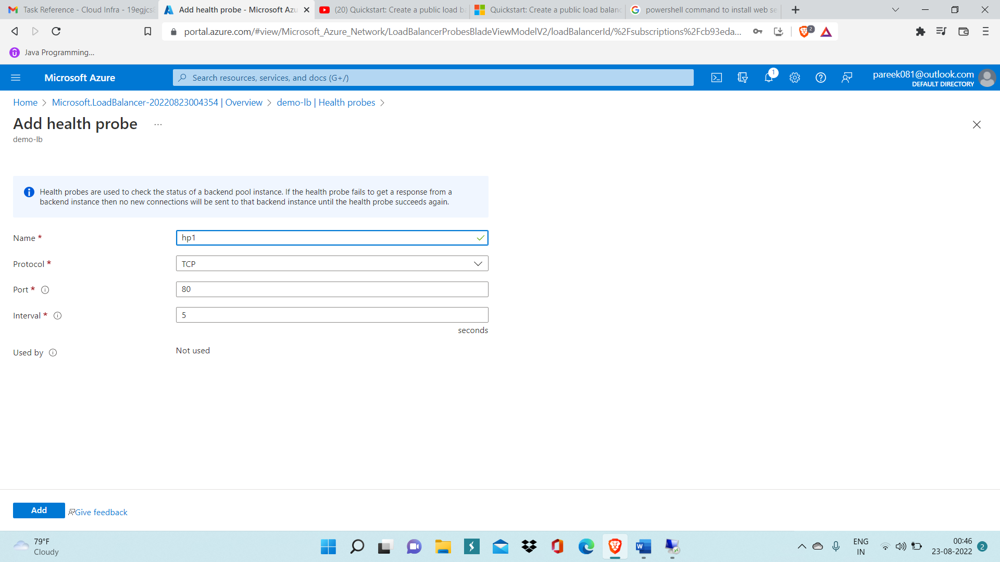 Task Reference - Cloud Infra - 19egjcs8
Add health probe - Microsoft Azu
(20) Quickstart: Create a public load ba
Quickstart: Create a public load balanc
powershell command to install web se
portal.azure.com/#view/Microsoft_Azure_Network/LoadBalancerProbesBladeViewModelV2/loadBalancerId/%2Fsubscriptions%2Fcb93eda...
2
Java Programming...
Microsoft Azure
Search resources, services, and docs (G+/)
1
pareek081@outlook.com
DEFAULT DIRECTORY
Home > Microsoft.LoadBalancer-20220823004354 | Overview > demo-lb | Health probes >
Add health probe ...
demo-lb
Health probes are used to check the status of a backend pool instance. If the health probe fails to get a response from a
backend instance then no new connections will be sent to that backend instance until the health probe succeeds again.
Name *
hp1
Protocol *
TCP
Port *
80
Interval *
5
seconds
Used by
Not used
Add
Give feedback
79°F
Cloudy
ENG
IN
00:46
23-08-2022
2